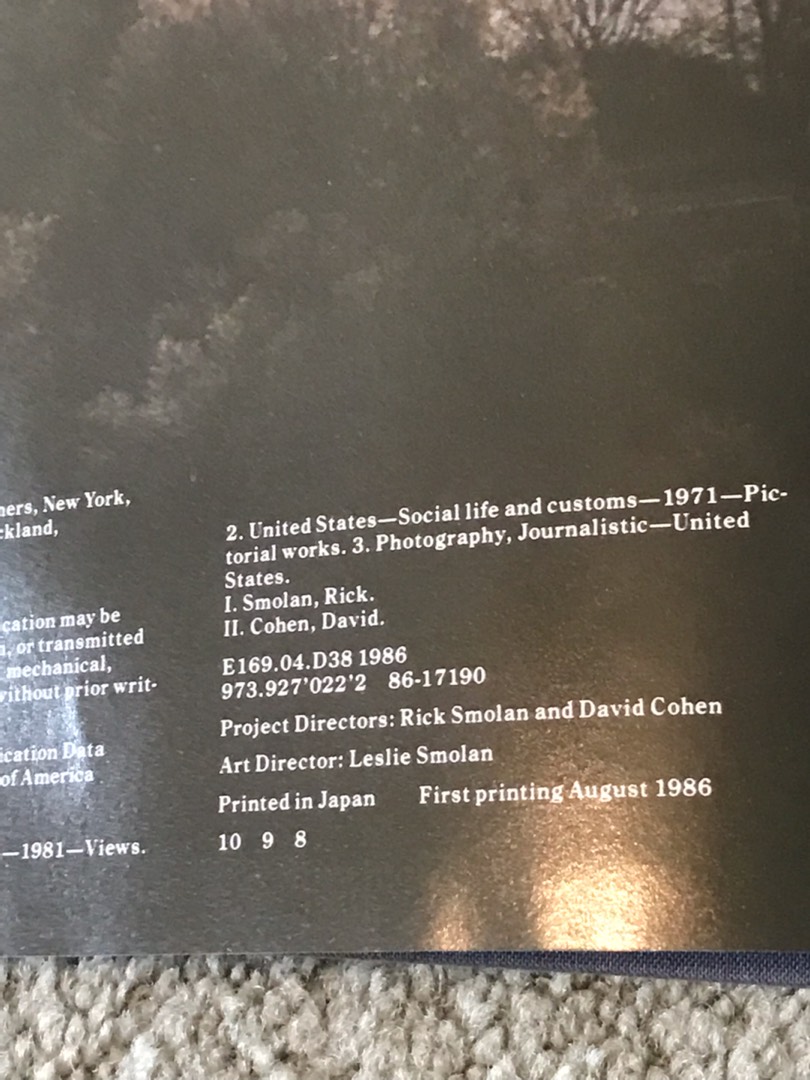 ners, New York,
ckland,
cation may be
, or transmitted
mechanical,
without prior writ-
ication Data
of America
—1981—Views.
2. United States—Social life and customs—1971—Pic-
torial works. 3. Photography, Journalistic—United
States.
I. Smolan, Rick.
II. Cohen, David.
E169.04.D38 1986
973.927'022'2 86-17190
Project Directors: Rick Smolan and David Cohen
Art Director: Leslie Smolan
Printed in Japan First printing August 1986
10 9 8